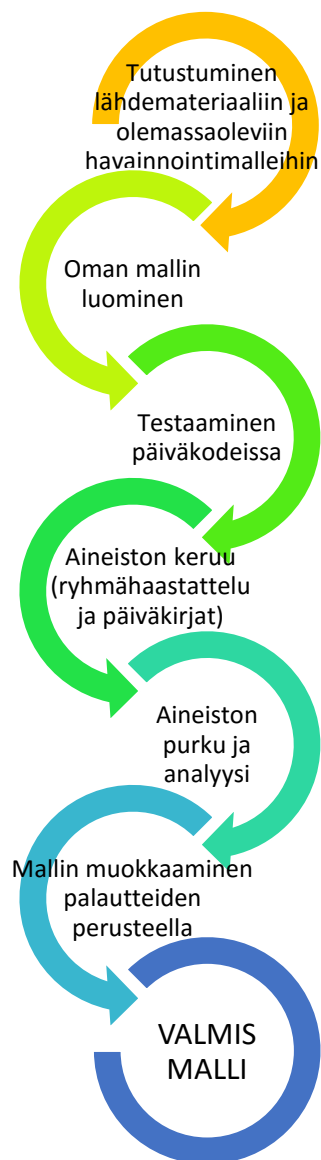 Tutustuminen
lähdemateriaaliin ja
olemassaoleviin
havainnointimalleihin
Oman mallin
luominen
Testaaminen
päiväkodeissa
Aineiston keruu
(ryhmähaastattelu
ja päiväkirjat)
Aineiston
purku ja
analyysi
Mallin muokkaaminen
palautteiden
perusteella
VALMIS
MALLI